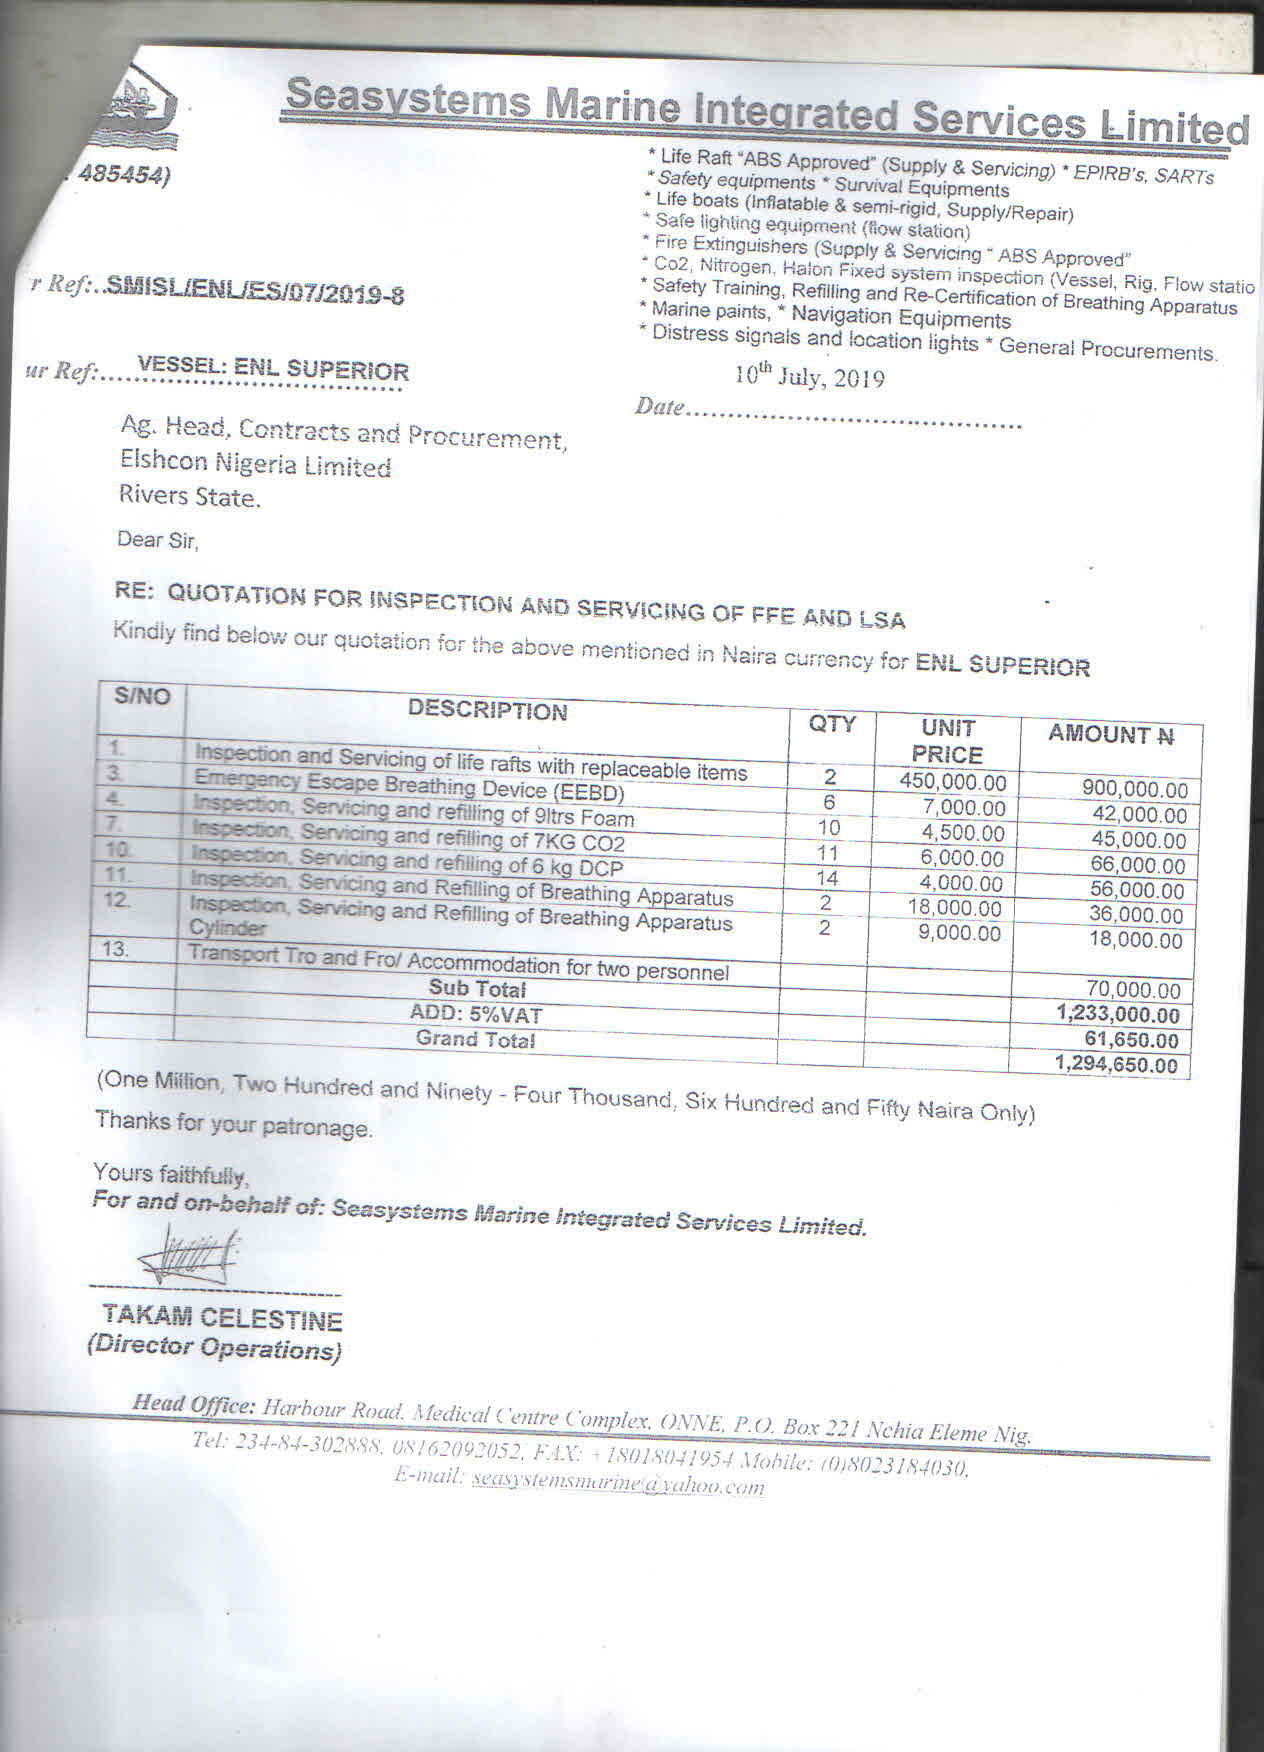 Seasystems Marine Integrated Services Limited
485454)
* Life Raft "ABS Approved" (Supply & Servicing) * EPIRB's, SARTs
* Safety equipments * Survival Equipments
* Life boats (Inflatable & semi-rigid, Supply/Repair)
* Safe lighting equipment (flow station)
* Fire Extinguishers (Supply & Servicing " ABS Approved"
* Co2, Nitrogen, Halon Fixed system inspection (Vessel, Rig, Flow statio
* Safety Training, Refilling and Re-Certification of Breathing Apparatus
* Marine paints, * Navigation Equipments
* Distress signals and location lights * General Procurements.
r Ref:..SMISL/ENL/ES/07/2019-8
ur Ref:..... VESSEL: ENL SUPERIOR
10th July, 2019
Date..........................................
Ag. Head, Contracts and Procurement,
Elshcon Nigeria Limited
Rivers State.
Dear Sir,
RE: QUOTATION FOR INSPECTION AND SERVICING OF FFE AND LSA
Kindly find below our quotation for the above mentioned in Naira currency for ENL SUPERIOR
S/NO DESCRIPTION QTY UNIT PRICE AMOUNT ₦
1. Inspection and Servicing of life rafts with replaceable items 2 450,000.00 900,000.00
3. Emergency Escape Breathing Device (EEBD) 6 7,000.00 42,000.00
4. Inspection, Servicing and refilling of 9ltrs Foam 10 4,500.00 45,000.00
7. Inspection, Servicing and refilling of 7KG CO2 11 6,000.00 66,000.00
10. Inspection, Servicing and refilling of 6 kg DCP 14 4,000.00 56,000.00
11. Inspection, Servicing and Refilling of Breathing Apparatus 2 18,000.00 36,000.00
12. Inspection, Servicing and Refilling of Breathing Apparatus Cylinder 2 9,000.00 18,000.00
13. Transport Tro and Fro/ Accommodation for two personnel 70,000.00
Sub Total 1,233,000.00
ADD: 5%VAT 61,650.00
Grand Total 1,294,650.00
(One Million, Two Hundred and Ninety - Four Thousand, Six Hundred and Fifty Naira Only)
Thanks for your patronage.
Yours faithfully,
For and on-behalf of: Seasystems Marine Integrated Services Limited.
TAKAM CELESTINE
(Director Operations)
Head Office: Harbour Road, Medical Centre Complex, ONNE, P.O. Box 221 Nchia Eleme Nig.
Tel: 234-84-302888, 08162092052, FAX: +18018041954 Mobile: (0)8023184030.
E-mail: seasystemsmarine@yahoo.com